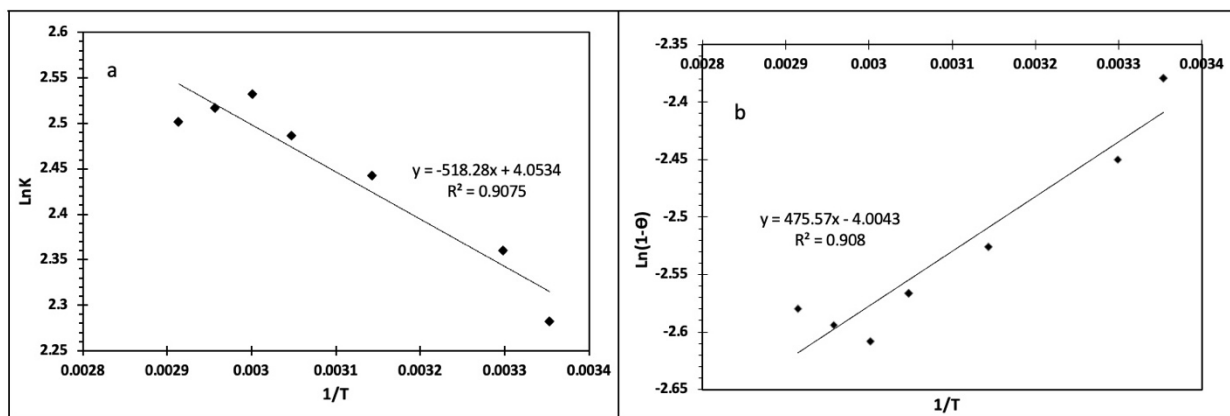 2.6
2.55
2.5
2.45
2.4
2.35
2.3
2.25
LnK
a
y = -518.28x + 4.0534
R² = 0.9075
0.0028 0.0029 0.003 0.0031 0.0032 0.0033 0.0034
1/T
-2.35
0.0028 0.0029 0.003 0.0031 0.0032 0.0033 0.0034
-2.4
-2.45
-2.5
-2.55
-2.6
-2.65
Ln(1-Θ)
b
y = 475.57x - 4.0043
R² = 0.908
1/T